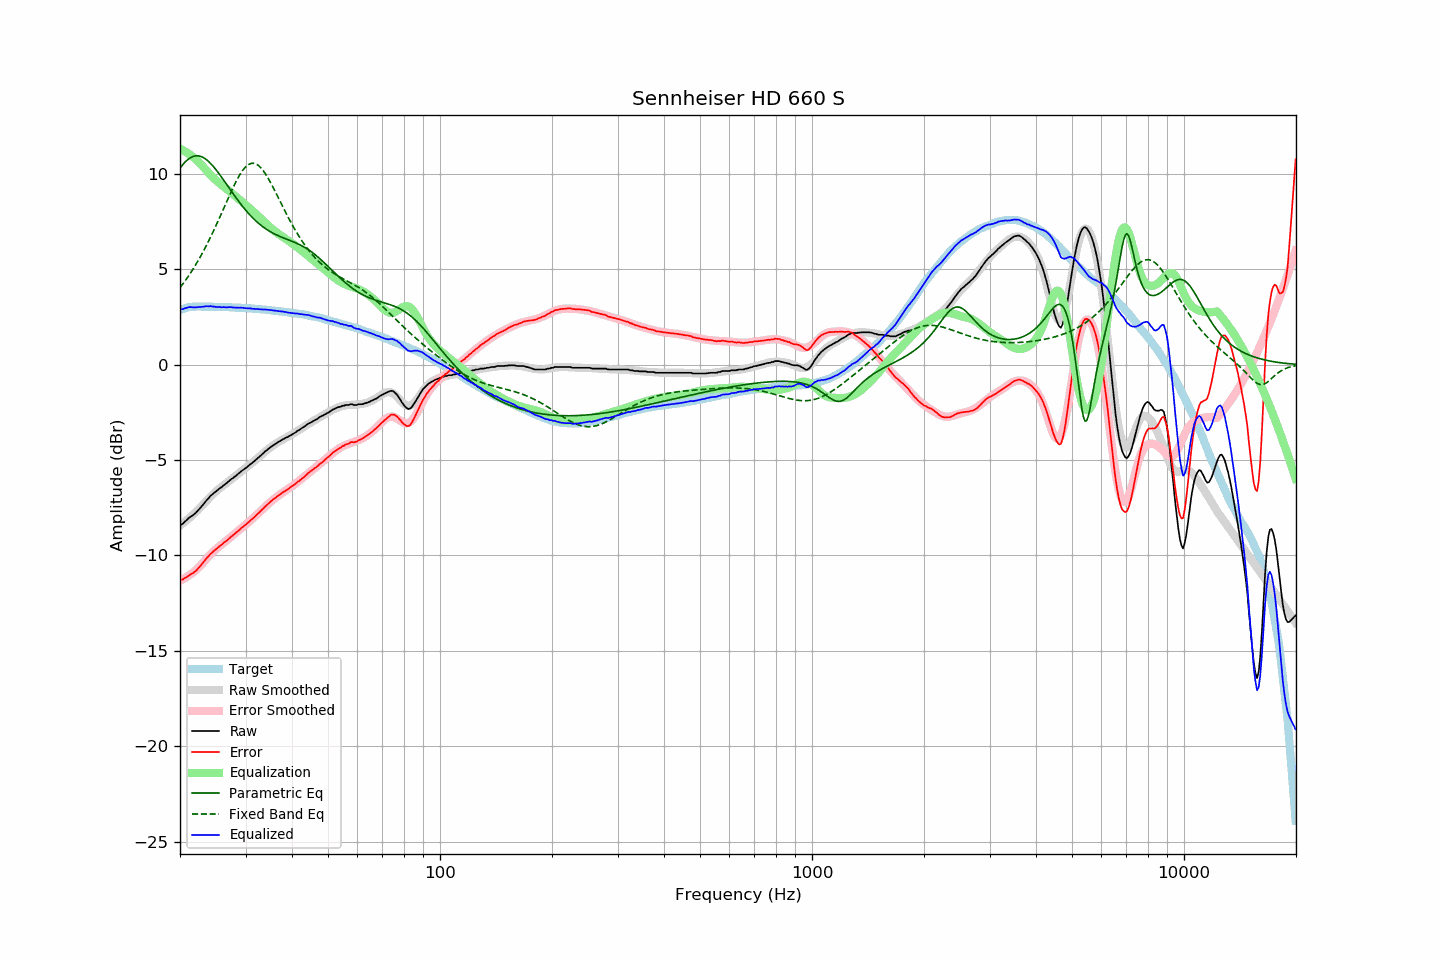 Sennheiser HD 660 S
10
5
0
−5
−10
−15
−20
−25
Amplitude (dBr)
Target
Raw Smoothed
Error Smoothed
Raw
Error
Equalization
Parametric Eq
Fixed Band Eq
Equalized
100
1000
10000
Frequency (Hz)